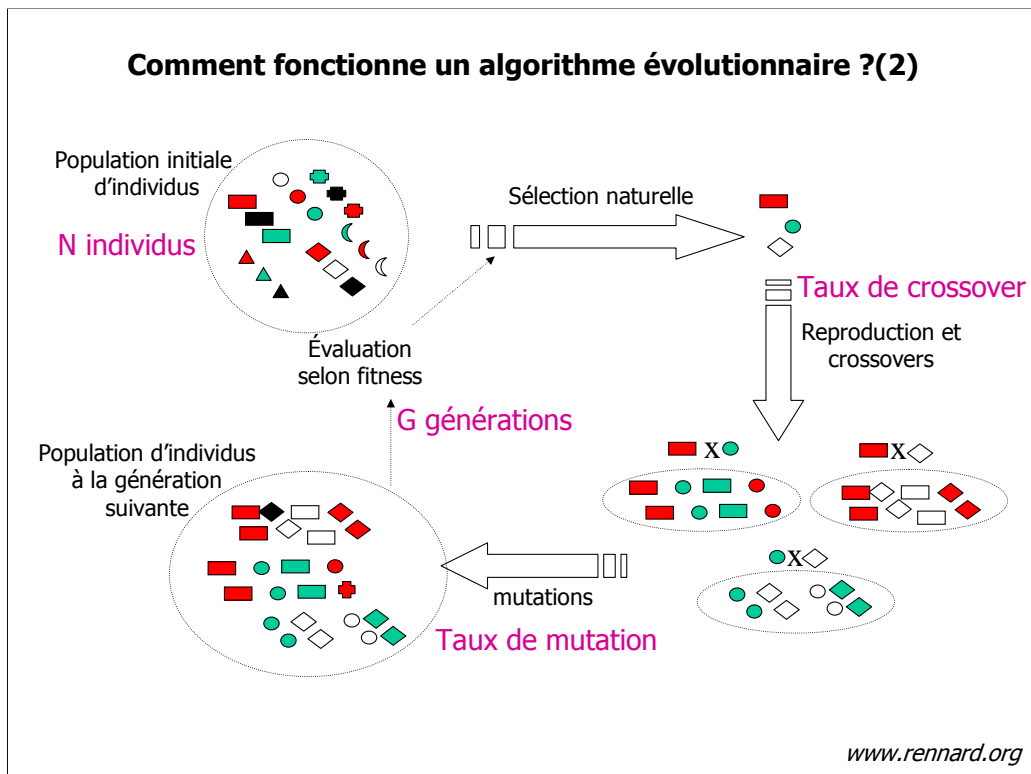 Comment fonctionne un algorithme évolutionnaire ?(2)
Population initiale
d'individus
N individus
Sélection naturelle
Taux de crossover
Reproduction et
crossovers
Évaluation
selon fitness
G générations
Population d'individus
à la génération
suivante
X
X
X
mutations
Taux de mutation
www.rennard.org